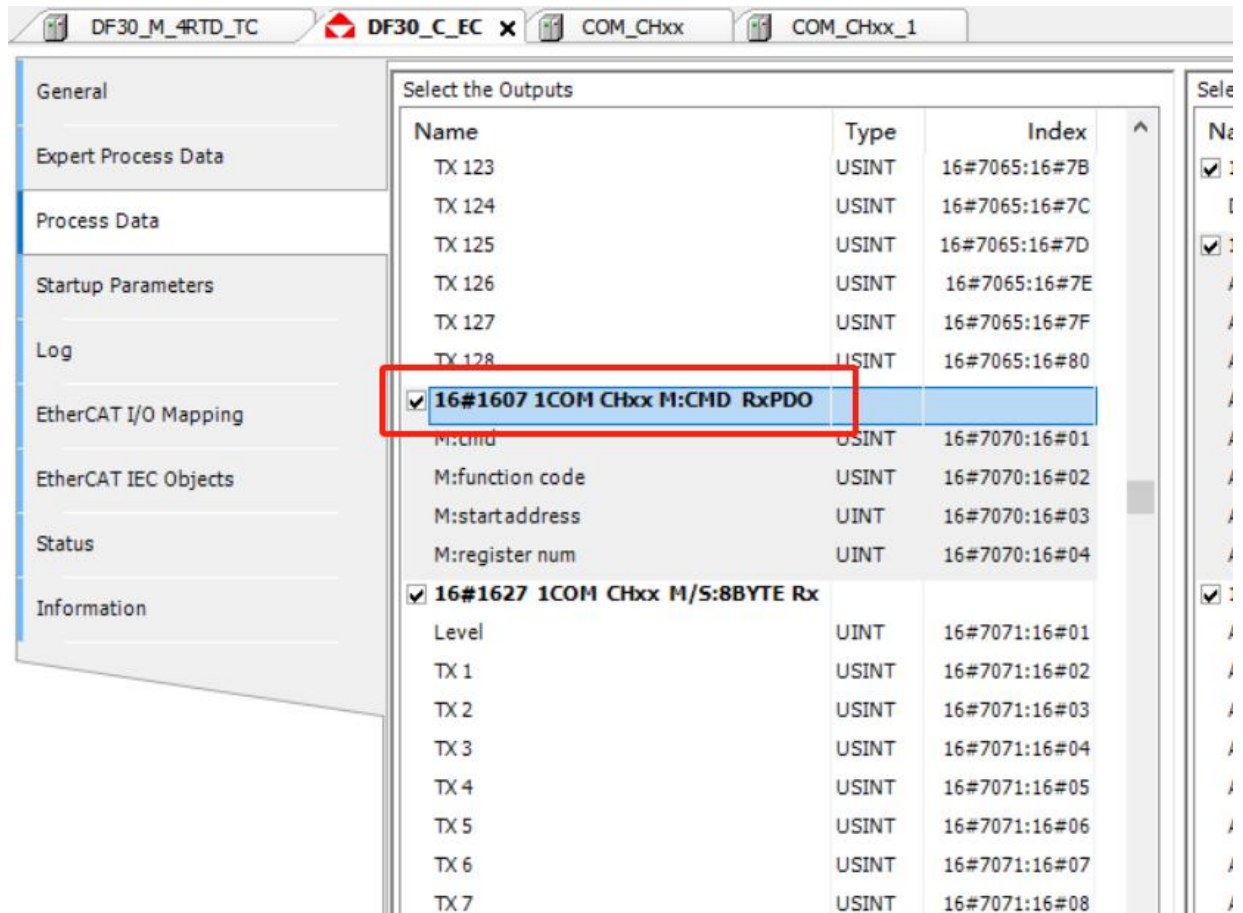 DF30_M_4RTD_TC DF30_C_EC COM_CHxx COM_CHxx_1
General
Expert Process Data
Process Data
Startup Parameters
Log
EtherCAT I/O Mapping
EtherCAT IEC Objects
Status
Information
Select the Outputs
Name Type Index
TX 123 USINT 16#7065:16#7B
TX 124 USINT 16#7065:16#7C
TX 125 USINT 16#7065:16#7D
TX 126 USINT 16#7065:16#7E
TX 127 USINT 16#7065:16#7F
TX 128 USINT 16#7065:16#80
16#1607 1COM CHxx M:CMD RxPDO
M:cmd USINT 16#7070:16#01
M:function code USINT 16#7070:16#02
M:startaddress UINT 16#7070:16#03
M:register num UINT 16#7070:16#04
16#1627 1COM CHxx M/S:8BYTE Rx
Level UINT 16#7071:16#01
TX 1 USINT 16#7071:16#02
TX 2 USINT 16#7071:16#03
TX 3 USINT 16#7071:16#04
TX 4 USINT 16#7071:16#05
TX 5 USINT 16#7071:16#06
TX 6 USINT 16#7071:16#07
TX 7 USINT 16#7071:16#08